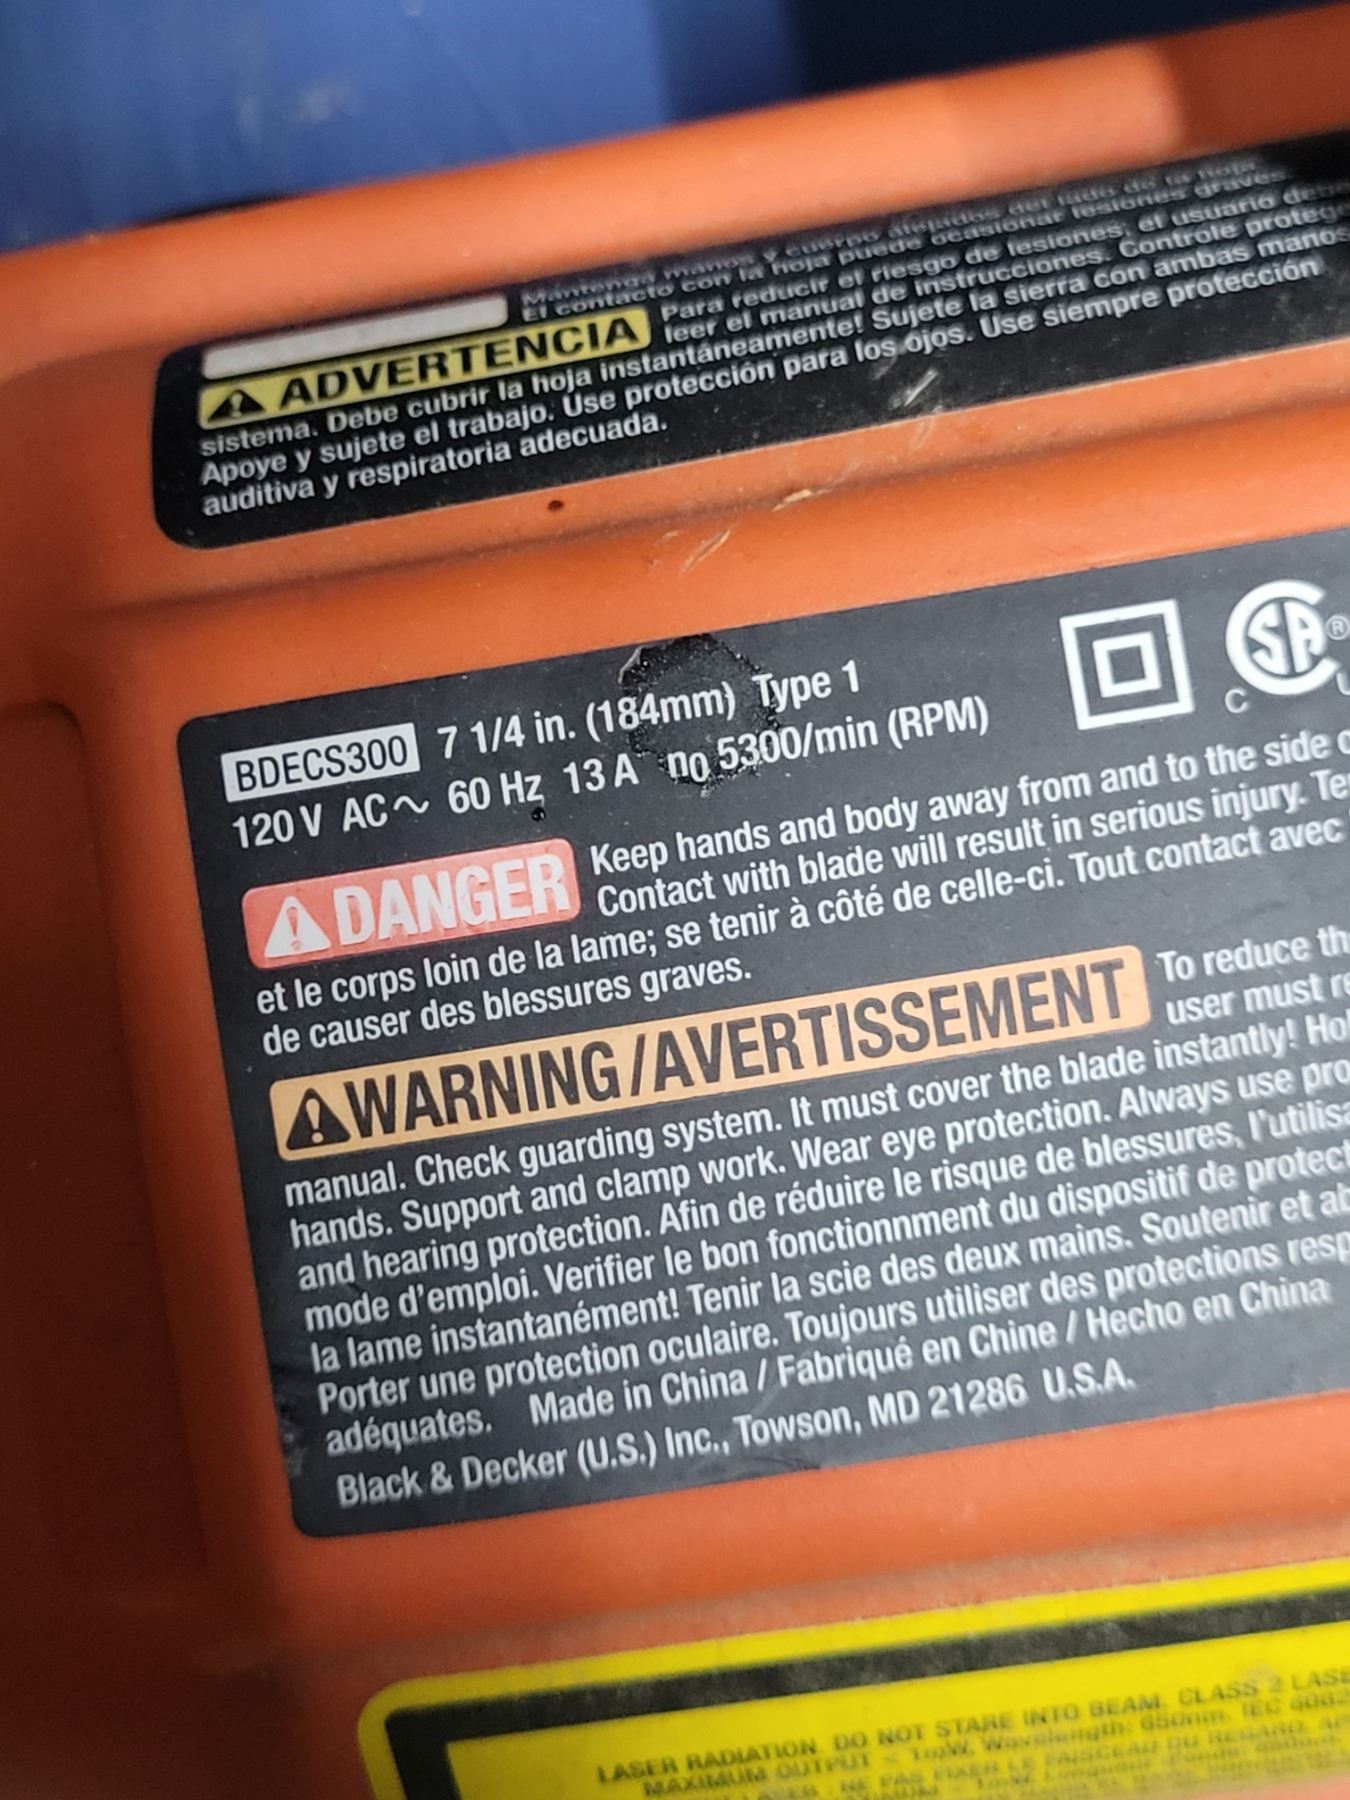 Mantenga manos y cuerpo alejados del lado de la hoja.
El contacto con la hoja puede ocasionar lesiones graves.
ADVERTENCIA Para reducir el riesgo de lesiones, el usuario debe
leer el manual de instrucciones. Controle
sistema. Debe cubrir la hoja instantáneamente! Sujete la sierra con ambas manos
Apoye y sujete el trabajo. Use protección para los ojos. Use siempre protección
auditiva y respiratoria adecuada.
BDECS300 7 1/4 in. (184mm) Type 1
120 V AC~ 60 Hz 13 A n0 5300/min (RPM)
C SA ®
DANGER Keep hands and body away from and to the side
Contact with blade will result in serious injury.
et le corps loin de la lame; se tenir à côté de celle-ci. Tout contact avec
de causer des blessures graves.
WARNING/AVERTISSEMENT To reduce
user must
manual. Check guarding system. It must cover the blade instantly!
hands. Support and clamp work. Wear eye protection. Always use
and hearing protection. Afin de réduire le risque de blessures,
mode d'emploi. Verifier le bon fonctionnment du dispositif de
la lame instantanément! Tenir la scie des deux mains. Soutenir et
Porter une protection oculaire. Toujours utiliser des protections
adéquates. Made in China / Fabriqué en Chine / Hecho en China
Black & Decker (U.S.) Inc., Towson, MD 21286 U.S.A.
LASER RADIATION. DO NOT STARE INTO BEAM. CLASS 2
MAXIMUM OUTPUT < 1mW, Wavelength: 650nm. IEC